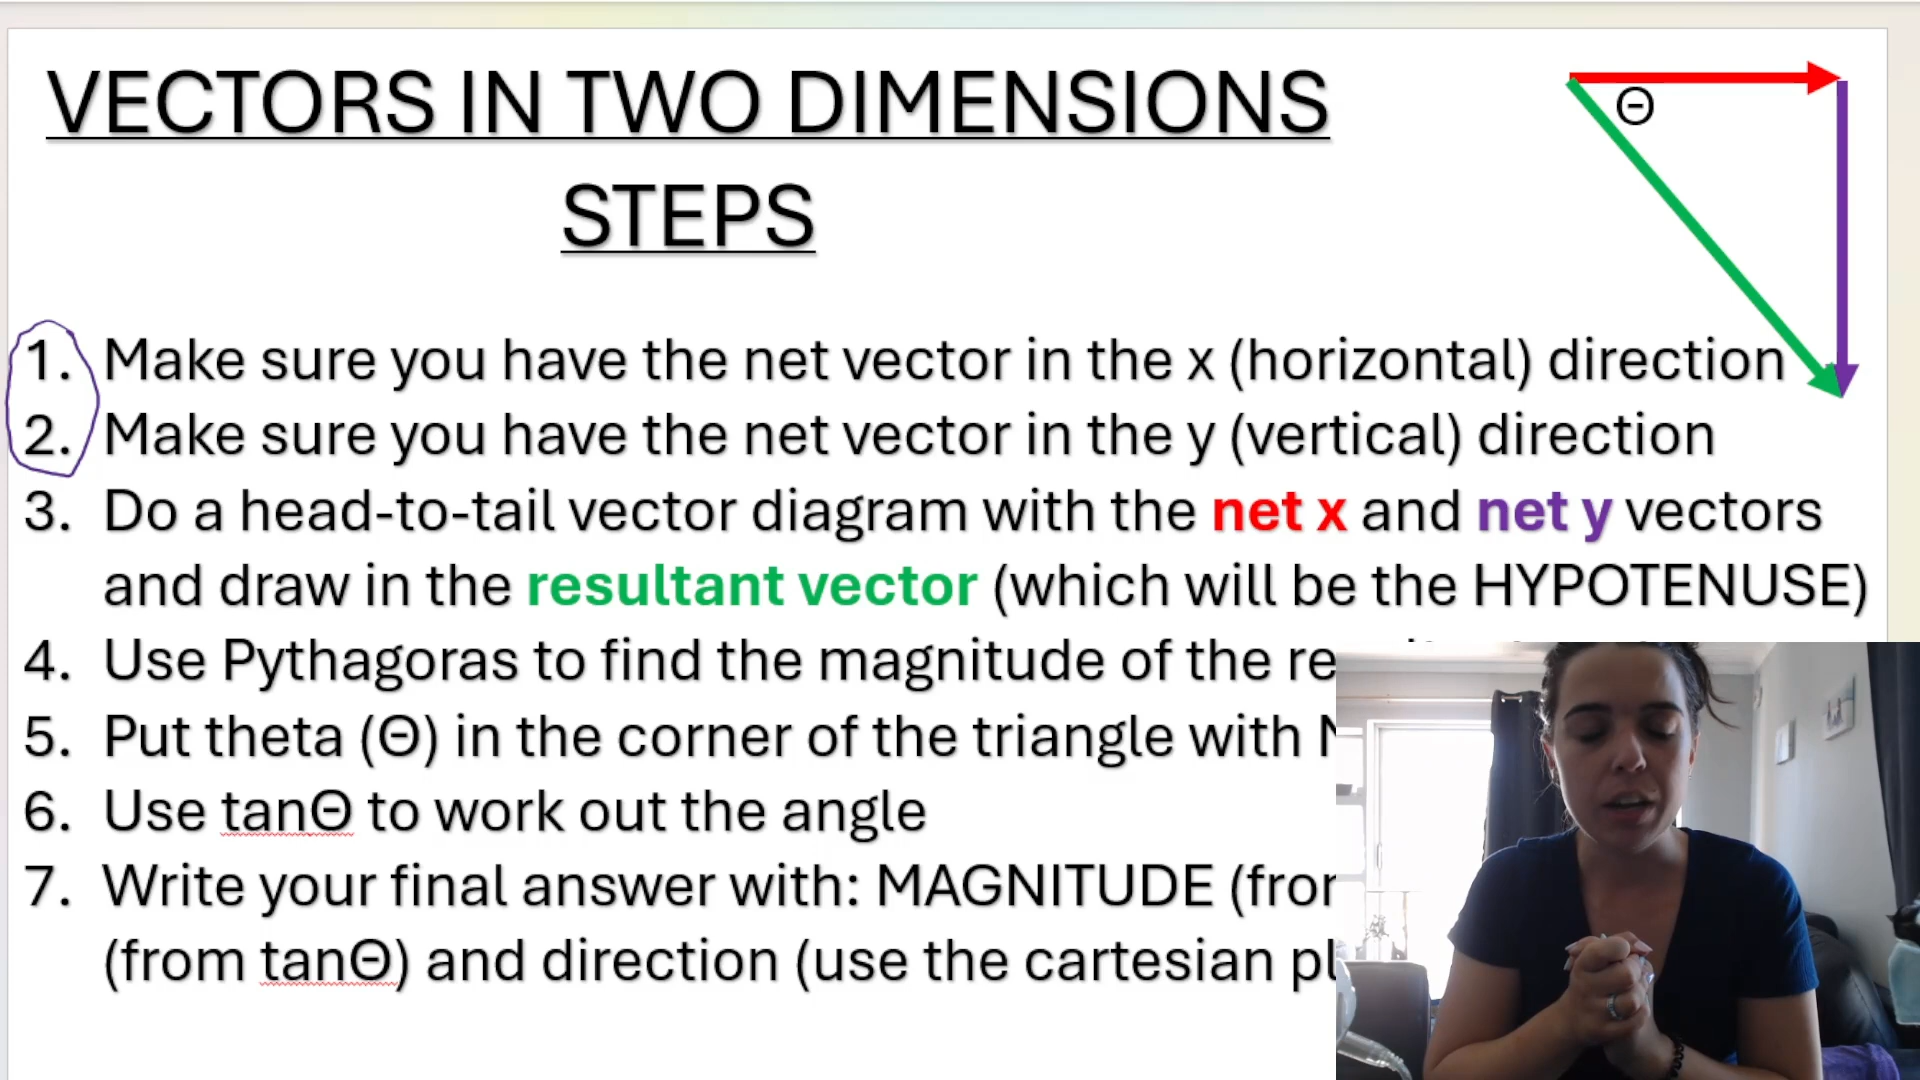 VECTORS IN TWO DIMENSIONS
STEPS
Θ
1. Make sure you have the net vector in the x (horizontal) direction
2. Make sure you have the net vector in the y (vertical) direction
3. Do a head-to-tail vector diagram with the net x and net y vectors
and draw in the resultant vector (which will be the HYPOTENUSE)
4. Use Pythagoras to find the magnitude of the
5. Put theta (Θ) in the corner of the triangle with
6. Use tanΘ to work out the angle
7. Write your final answer with: MAGNITUDE
(from tanΘ) and direction (use the cartesian